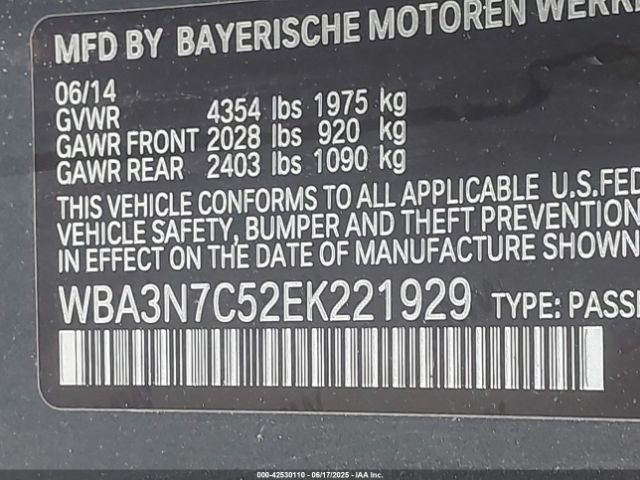 MFD BY BAYERISCHE MOTOREN
06/14
GVWR 4354 lbs 1975 kg
GAWR FRONT 2028 lbs 920 kg
GAWR REAR 2403 lbs 1090 kg
THIS VEHICLE CONFORMS TO ALL APPLICABLE U.S.FED
VEHICLE SAFETY, BUMPER AND THEFT PREVENTION
IN EFFECT ON THE DATE OF MANUFACTURE SHOWN
WBA3N7C52EK221929 TYPE: PASS
000-42530110 - 06/17/2025 - IAA Inc.